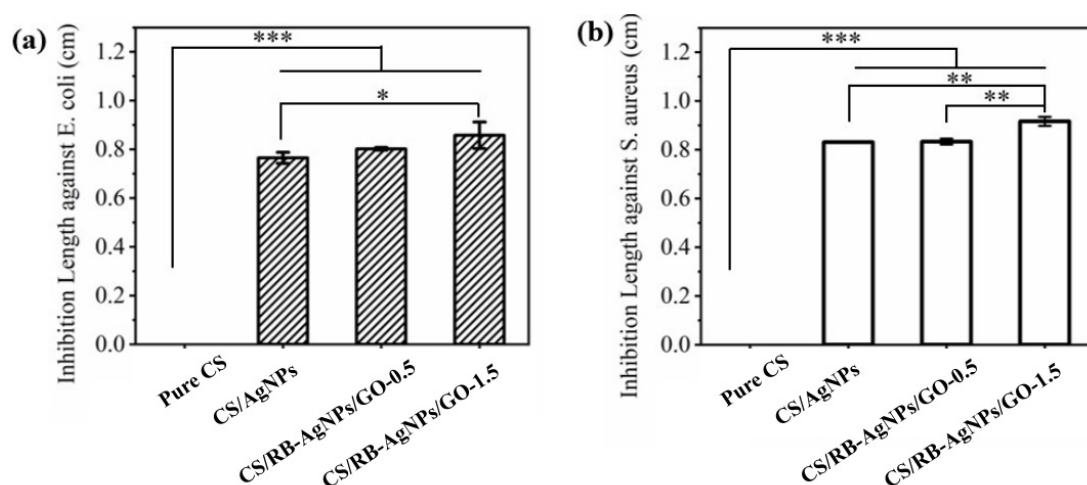 (a)
Inhibition Length against E. coli (cm)
1.2
1.0
0.8
0.6
0.4
0.2
0.0
***
*
Pure CS
CS/AgNPs
CS/RB-AgNPs/GO-0.5
CS/RB-AgNPs/GO-1.5
(b)
Inhibition Length against S. aureus (cm)
1.2
1.0
0.8
0.6
0.4
0.2
0.0
***
**
**
Pure CS
CS/AgNPs
CS/RB-AgNPs/GO-0.5
CS/RB-AgNPs/GO-1.5